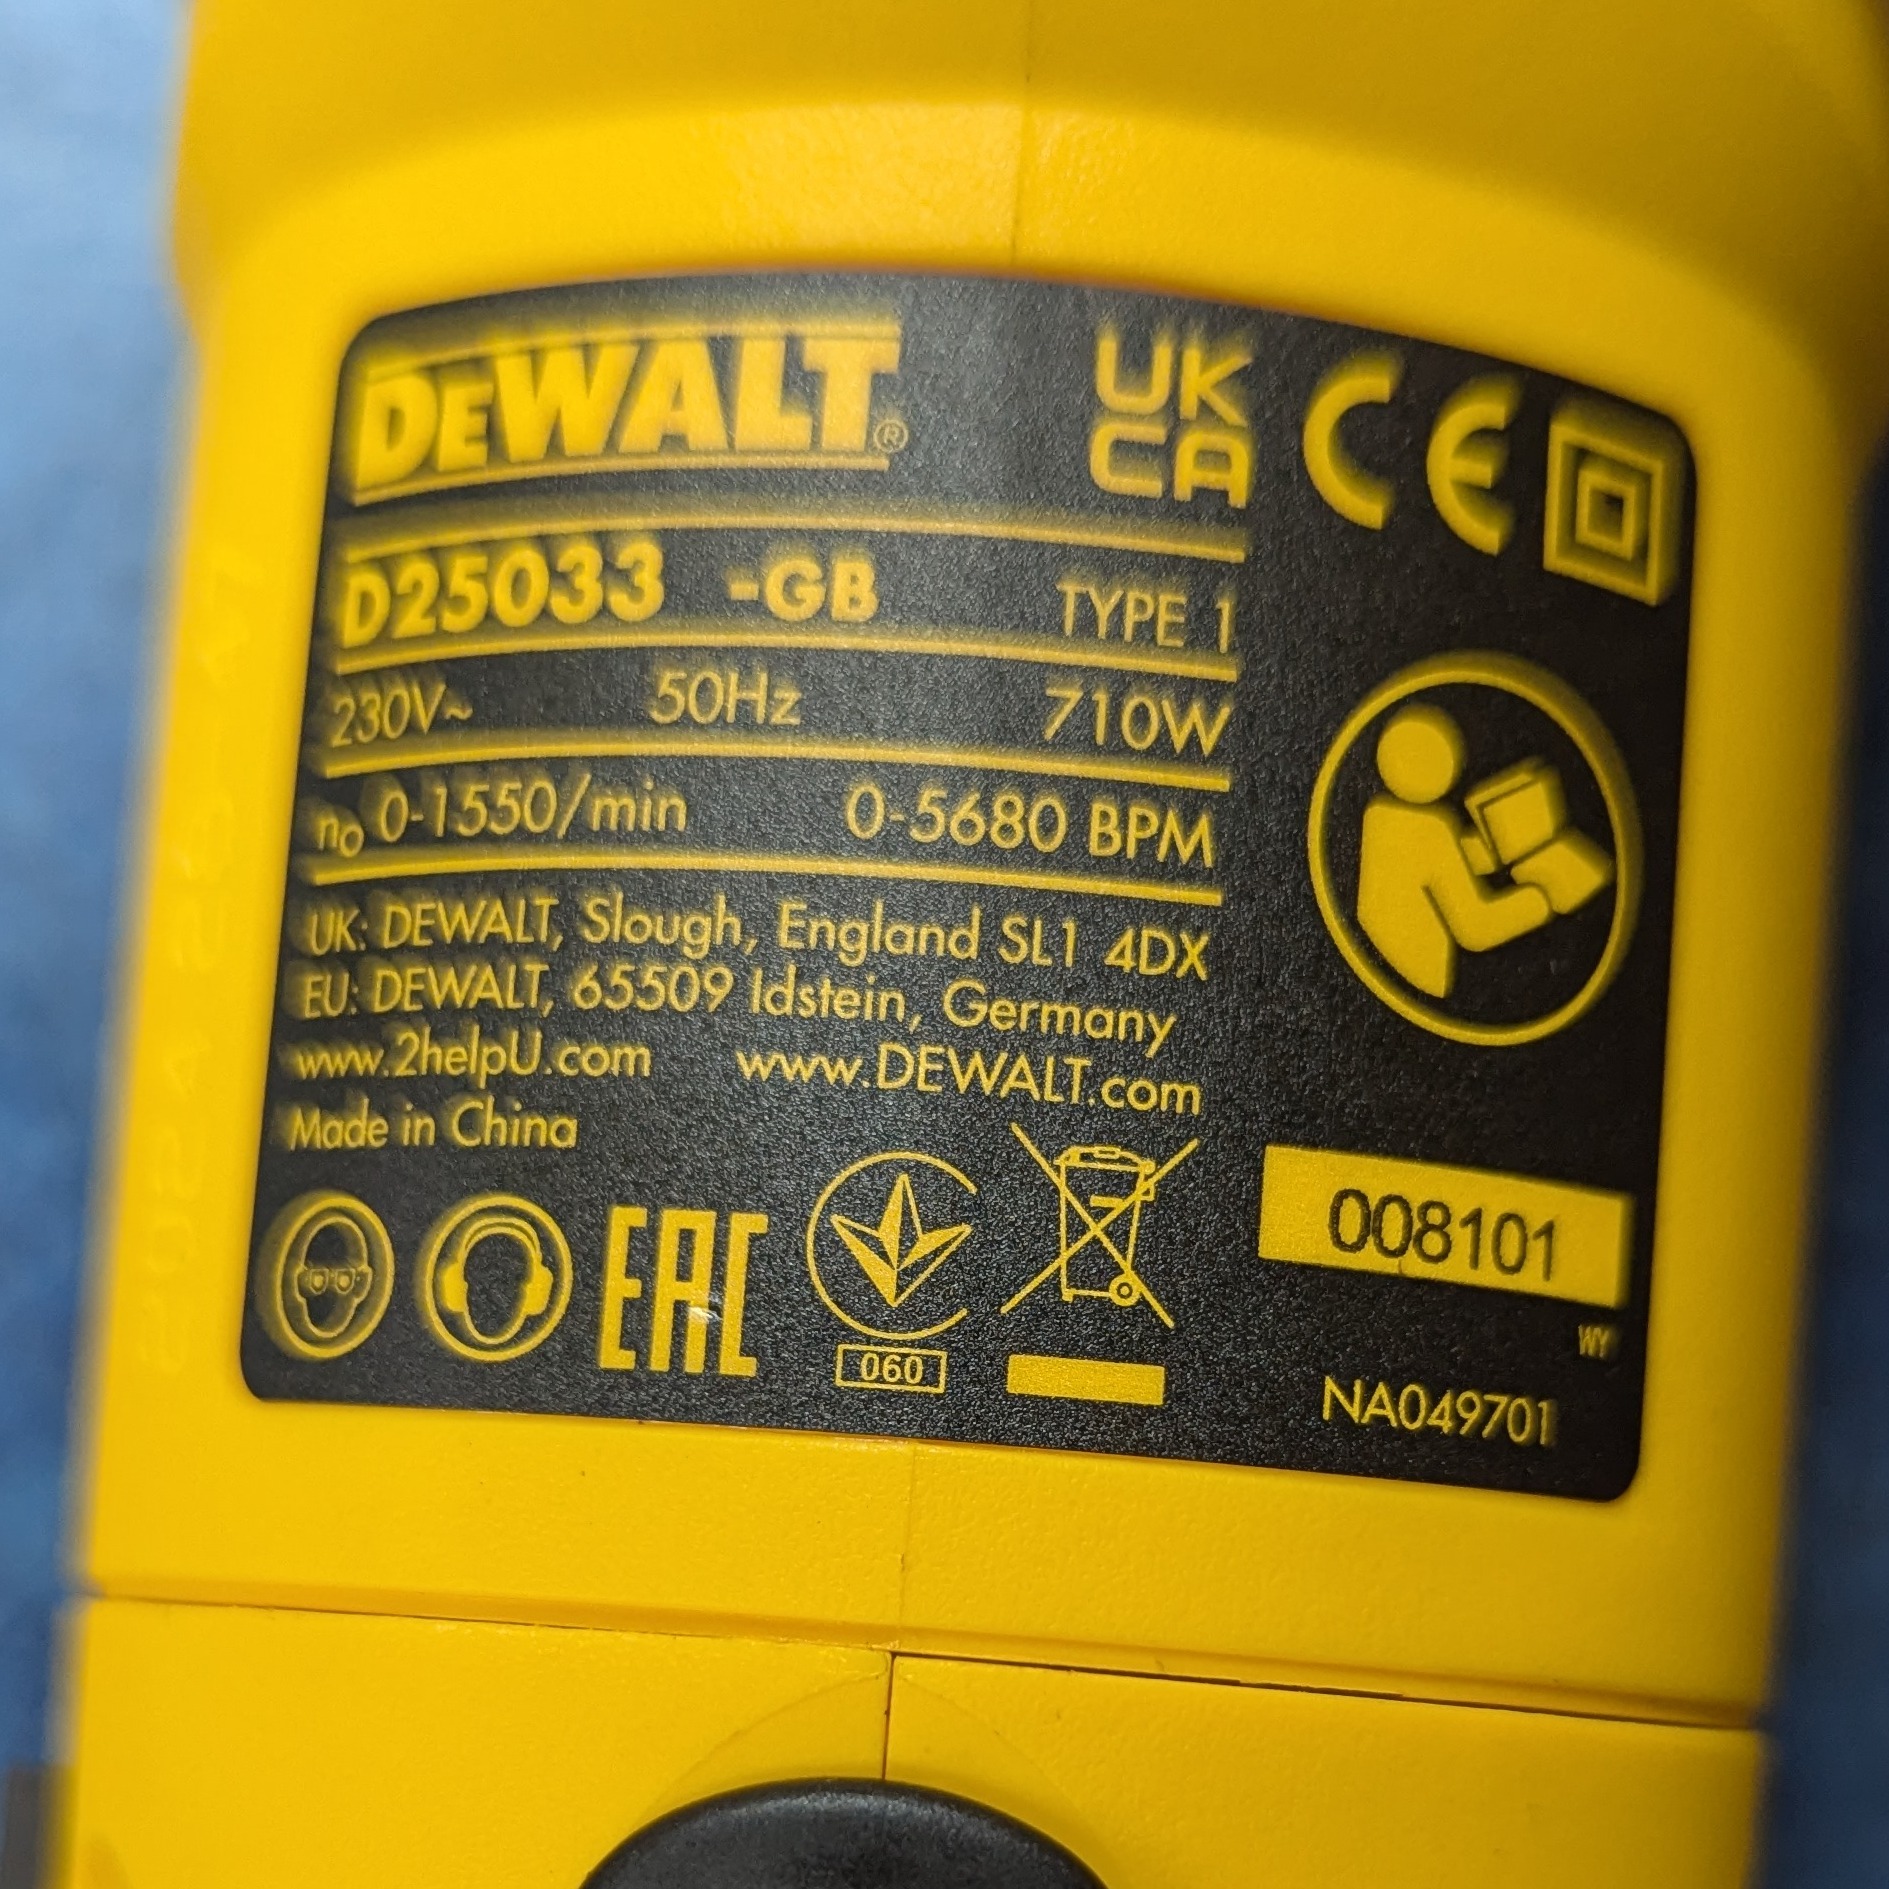 DEWALT® UK CA CE
D25033 -GB TYPE 1
230V~ 50Hz 710W
n₀ 0-1550/min 0-5680 BPM
UK: DEWALT, Slough, England SL1 4DX
EU: DEWALT, 65509 Idstein, Germany
www.2helpU.com www.DEWALT.com
Made in China
EAC
060
008101
WY
NA049701